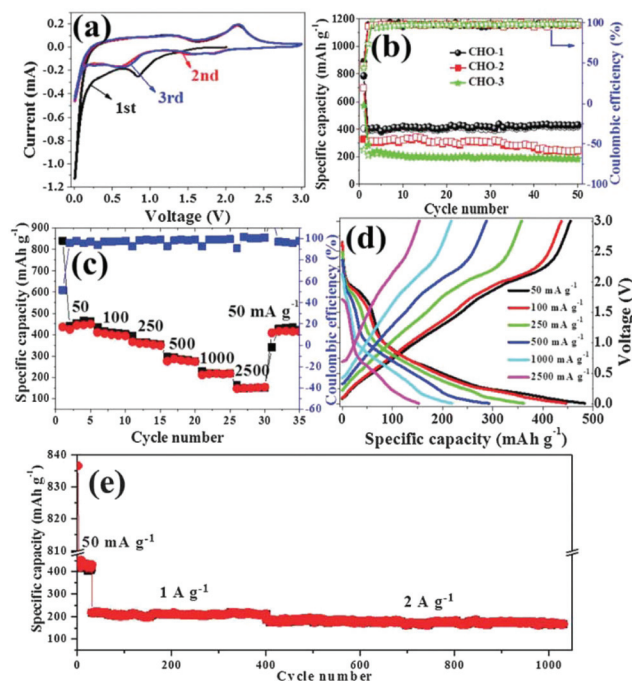 (a)
1st
2nd
3rd
Current (mA)
0.4
0.2
0.0
-0.2
-0.4
-0.6
-0.8
-1.0
-1.2
0.0 0.5 1.0 1.5 2.0 2.5 3.0
Voltage (V)
(b)
CHO-1
CHO-2
CHO-3
Specific capacity (mAh g-1)
1200
1000
800
600
400
200
0
Coulombic efficiency (%)
100
50
0
-50
-100
0 10 20 30 40 50
Cycle number
(c)
50
100
250
500
1000
2500
50 mA g-1
Specific capacity (mAh g-1)
900
800
700
600
500
400
300
200
100
Coulombic efficiency (%)
100
80
60
40
20
0
-20
-40
-60
0 5 10 15 20 25 30 35
Cycle number
(d)
50 mA g-1
100 mA g-1
250 mA g-1
500 mA g-1
1000 mA g-1
2500 mA g-1
Voltage (V)
3.0
2.5
2.0
1.5
1.0
0.5
0.0
0 100 200 300 400 500
Specific capacity (mAh g-1)
(e)
50 mA g-1
1 A g-1
2 A g-1
Specific capacity (mAh g-1)
840
830
820
810
400
300
200
100
0 200 400 600 800 1000
Cycle number